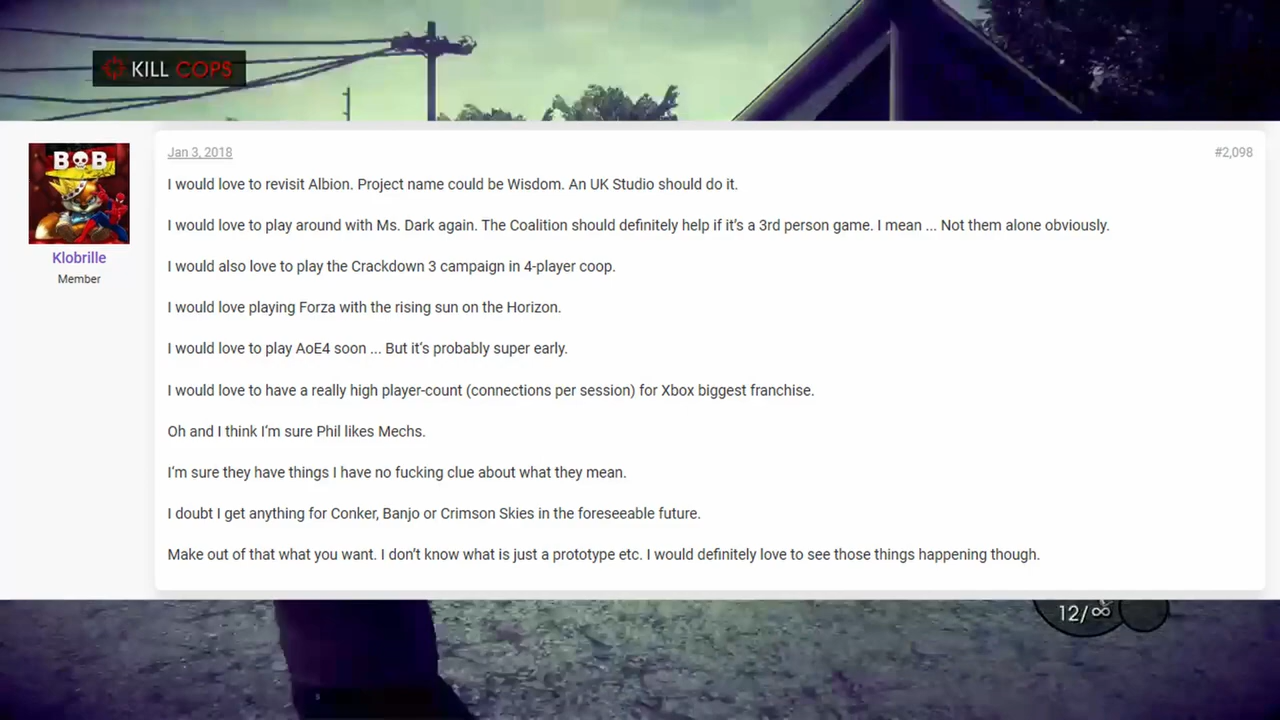 KILL COPS
BOB
Jan 3, 2018
#2,098
Klobrille
Member
I would love to revisit Albion. Project name could be Wisdom. An UK Studio should do it.
I would love to play around with Ms. Dark again. The Coalition should definitely help if it's a 3rd person game. I mean ... Not them alone obviously.
I would also love to play the Crackdown 3 campaign in 4-player coop.
I would love playing Forza with the rising sun on the Horizon.
I would love to play AoE4 soon ... But it's probably super early.
I would love to have a really high player-count (connections per session) for Xbox biggest franchise.
Oh and I think I'm sure Phil likes Mechs.
I'm sure they have things I have no fucking clue about what they mean.
I doubt I get anything for Conker, Banjo or Crimson Skies in the foreseeable future.
Make out of that what you want. I don't know what is just a prototype etc. I would definitely love to see those things happening though.
12/∞